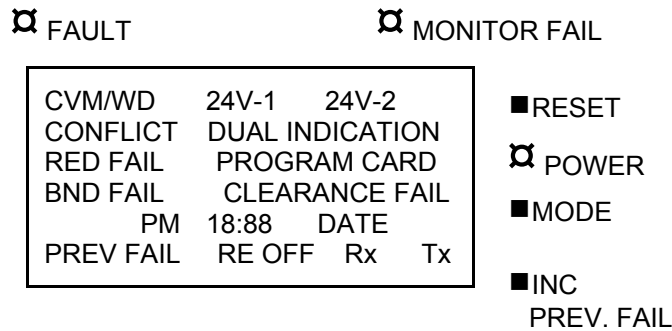 ¤ FAULT ¤ MONITOR FAIL
CVM/WD 24V-1 24V-2
CONFLICT DUAL INDICATION
RED FAIL PROGRAM CARD
BND FAIL CLEARANCE FAIL
PM 18:88 DATE
PREV FAIL RE OFF Rx Tx
■RESET
¤ POWER
■MODE
■INC
PREV. FAIL